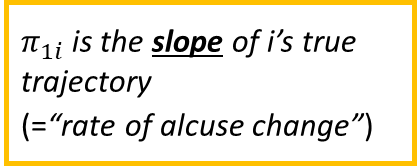 π₁ᵢ is the slope of i’s true
trajectory
(=“rate of alcuse change”)